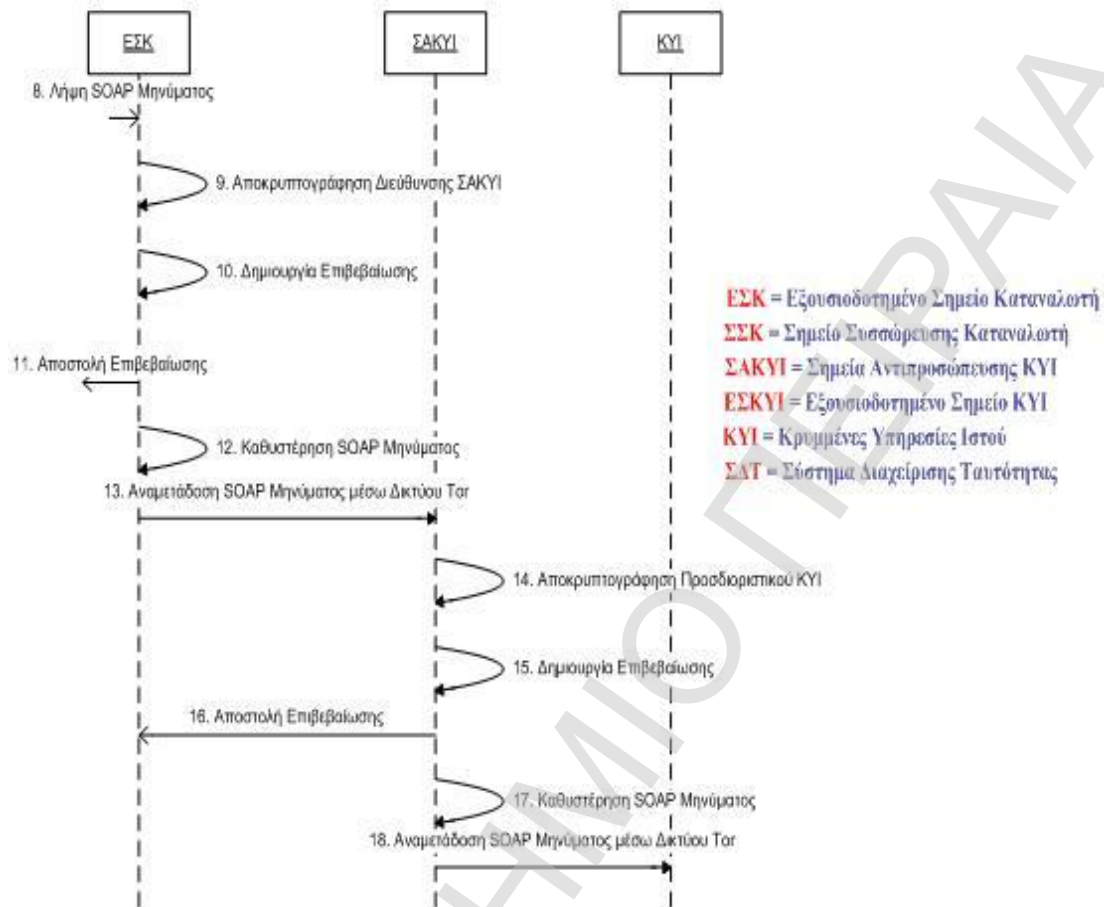 ΕΣΚ
ΣΑΚΥΙ
ΚΥΙ
8. Λήψη SOAP Μηνύματος
9. Αποκρυπτογράφηση Διεύθυνσης ΣΑΚΥΙ
10. Δημιουργία Επιβεβαίωσης
11. Αποστολή Επιβεβαίωσης
12. Καθυστέρηση SOAP Μηνύματος
13. Αναμετάδοση SOAP Μηνύματος μέσω Δικτύου Tor
14. Αποκρυπτογράφηση Προσδιοριστικού ΚΥΙ
15. Δημιουργία Επιβεβαίωσης
16. Αποστολή Επιβεβαίωσης
17. Καθυστέρηση SOAP Μηνύματος
18. Αναμετάδοση SOAP Μηνύματος μέσω Δικτύου Tor
ΕΣΚ = Εξουσιοδοτημένο Σημείο Καταναλωτή
ΣΣΚ = Σημείο Συσσώρευσης Καταναλωτή
ΣΑΚΥΙ = Σημεία Αντιπροσώπευσης ΚΥΙ
ΕΣΚΥΙ = Εξουσιοδοτημένο Σημείο ΚΥΙ
ΚΥΙ = Κρυμμένες Υπηρεσίες Ιστού
ΣΔΤ = Σύστημα Διαχείρισης Ταυτότητας
ΗΜΙΟ ΠΕΙΡΑΙΑ